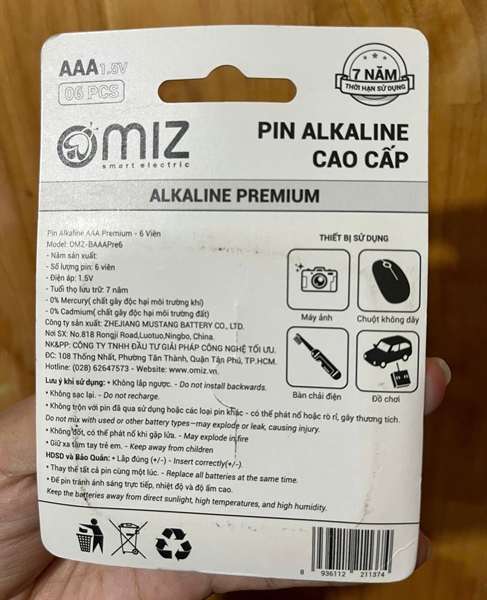 AAA 1.5V
06 PCS
7 NĂM
THỜI HẠN SỬ DỤNG
OMIZ
smart electric
PIN ALKALINE
CAO CẤP
ALKALINE PREMIUM
Pin Alkaline AAA Premium - 6 Viên
Model: OMZ-BAAAPre6
- Năm sản xuất:
- Số lượng pin: 6 viên
- Điện áp: 1.5V
- Tuổi thọ lưu trữ: 7 năm
- 0% Mercury( chất gây độc hại môi trường khí)
- 0% Cadmium( chất gây độc hại môi trường đất)
Công ty sản xuất: ZHEJIANG MUSTANG BATTERY CO., LTD.
Nơi SX: No.818 Rongji Road,Luotuo,Ningbo, China.
NK&PP: CÔNG TY TNHH ĐẦU TƯ GIẢI PHÁP CÔNG NGHỆ TỐI ƯU.
ĐC: 108 Thống Nhất, Phường Tân Thành, Quận Tân Phú, TP.HCM.
Hotline: (028) 62647573 - Website: www.omiz.vn.
Lưu ý khi sử dụng: • Không lắp ngược. - Do not install backwards.
• Không sạc lại. - Do not recharge.
• Không trộn với pin đã qua sử dụng hoặc các loại pin khác - có thể phát nổ hoặc rò rỉ, gây thương tích.
Do not mix with used or other battery types—may explode or leak, causing injury.
• Không đốt, có thể phát nổ khi gặp lửa. - May explode in fire
• Giữ xa tầm tay trẻ em. - Keep away from children.
HDSD và Bảo Quản: • Lắp đúng (+/-) - Insert correctly(+/-).
• Thay thế tất cả pin cùng một lúc. - Replace all batteries at the same time.
• Để pin tránh ánh sáng trực tiếp, nhiệt độ và độ ẩm cao.
Keep the batteries away from direct sunlight, high temperatures, and high humidity.
THIẾT BỊ SỬ DỤNG
Máy ảnh
Chuột không dây
Bàn chải điện
Đồ chơi
8 936112 211374